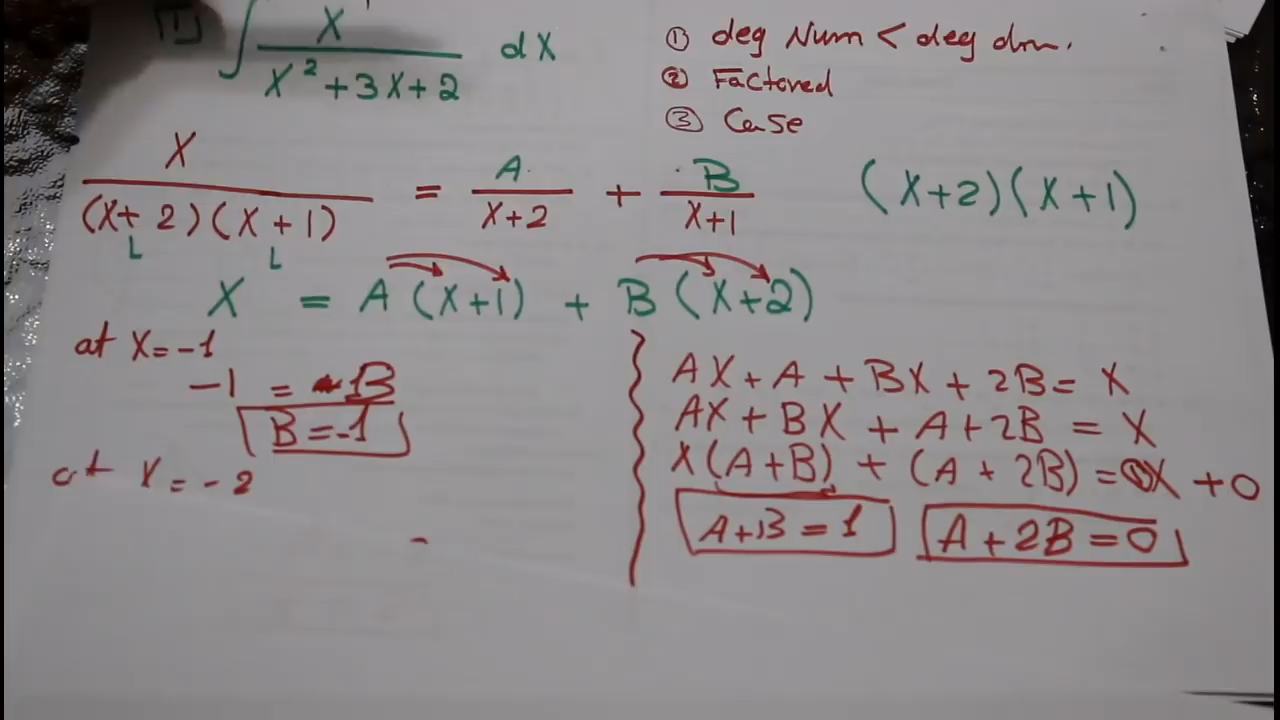 [1] ∫ X / (X² + 3X + 2) dX
① deg Num < deg dm.
② Factored
③ Case
X / ((X + 2)(X + 1)) = A / (X+2) + B / (X+1)
(X+2)(X+1)
L L
X = A (X+1) + B (X+2)
at X = -1
-1 = B
B = -1
at X = -2
AX + A + BX + 2B = X
AX + BX + A + 2B = X
X(A+B) + (A + 2B) = 1X + 0
A+B = 1
A + 2B = 0